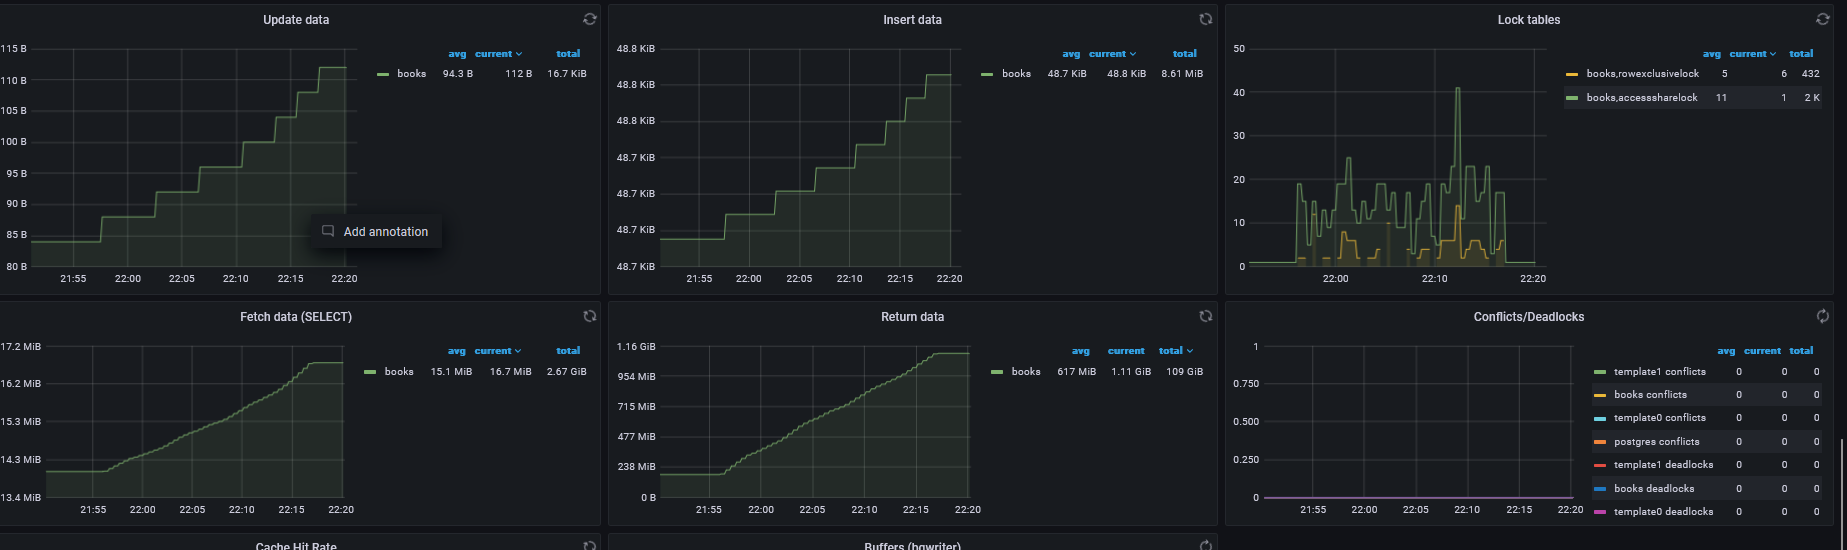 Update data
115 B
110 B
105 B
100 B
95 B
90 B
85 B
80 B
21:55 22:00 22:05 22:10 22:15 22:20
avg current total
books 94.3 B 112 B 16.7 KiB
Add annotation
Insert data
48.8 KiB
48.8 KiB
48.8 KiB
48.7 KiB
48.7 KiB
48.7 KiB
48.7 KiB
21:55 22:00 22:05 22:10 22:15 22:20
avg current total
books 48.7 KiB 48.8 KiB 8.61 MiB
Lock tables
50
40
30
20
10
0
22:00 22:10 22:20
avg current total
books,rowexclusivelock 5 6 432
books,accesssharelock 11 1 2 K
Fetch data (SELECT)
17.2 MiB
16.2 MiB
15.3 MiB
14.3 MiB
13.4 MiB
21:55 22:00 22:05 22:10 22:15 22:20
avg current total
books 15.1 MiB 16.7 MiB 2.67 GiB
Return data
1.16 GiB
954 MiB
715 MiB
477 MiB
238 MiB
0 B
21:55 22:00 22:05 22:10 22:15 22:20
avg current total
books 617 MiB 1.11 GiB 109 GiB
Conflicts/Deadlocks
1
0.750
0.500
0.250
0
21:55 22:00 22:05 22:10 22:15 22:20
avg current total
template1 conflicts 0 0 0
books conflicts 0 0 0
template0 conflicts 0 0 0
postgres conflicts 0 0 0
template1 deadlocks 0 0 0
books deadlocks 0 0 0
template0 deadlocks 0 0 0
Cache Hit Rate
Buffers (bgwriter)